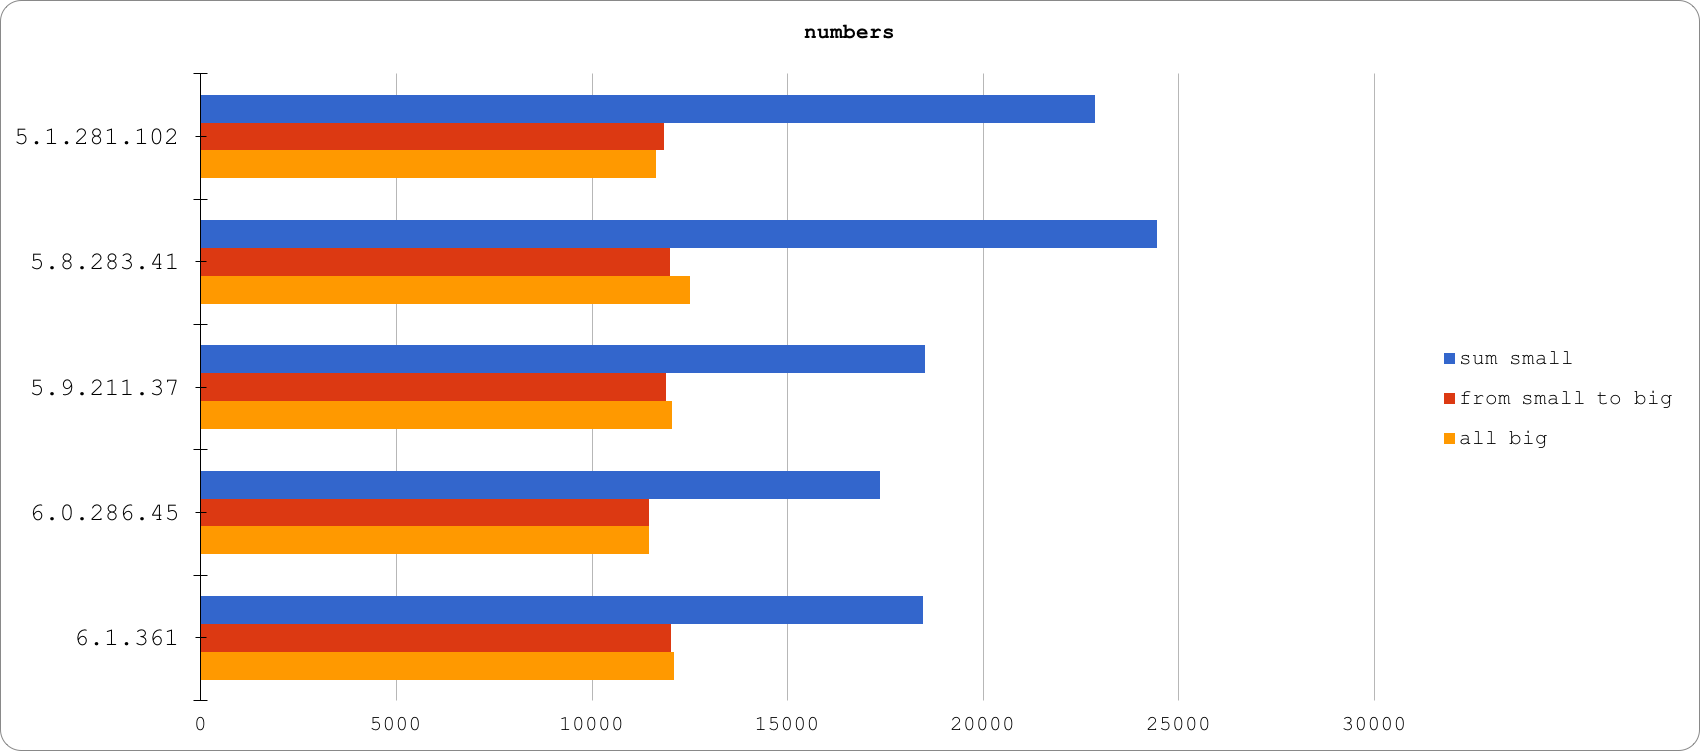 numbers
5.1.281.102
5.8.283.41
5.9.211.37
6.0.286.45
6.1.361
0 5000 10000 15000 20000 25000 30000
sum small
from small to big
all big